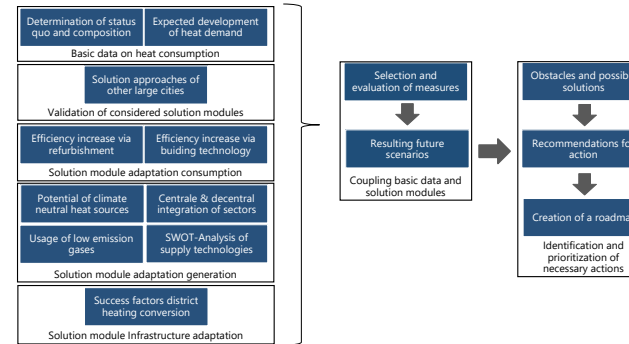 Determination of status
quo and composition
Expected development
of heat demand
Basic data on heat consumption
Solution approaches of
other large cities
Validation of considered solution modules
Efficiency increase via
refurbishment
Efficiency increase via
buiding technology
Solution module adaptation consumption
Potential of climate
neutral heat sources
Centrale & decentral
integration of sectors
Usage of low emission
gases
SWOT-Analysis of
supply technologies
Solution module adaptation generation
Success factors district
heating conversion
Solution module Infrastructure adaptation
Selection and
evaluation of measures
Resulting future
scenarios
Coupling basic data and
solution modules
Obstacles and possib
solutions
Recommendations fo
action
Creation of a roadma
Identification and
prioritization of
necessary actions